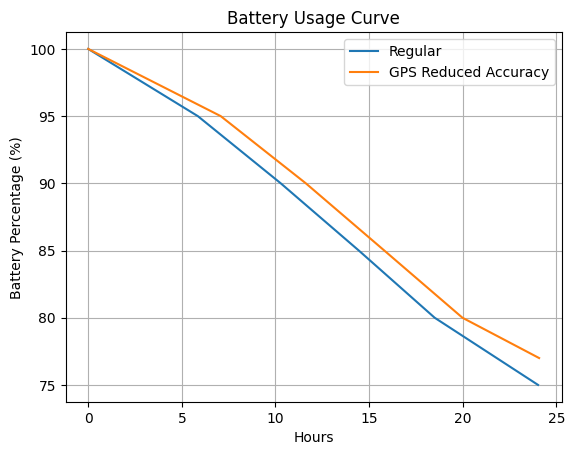 Battery Usage Curve
Regular
GPS Reduced Accuracy
Battery Percentage (%)
100
95
90
85
80
75
0 5 10 15 20 25
Hours